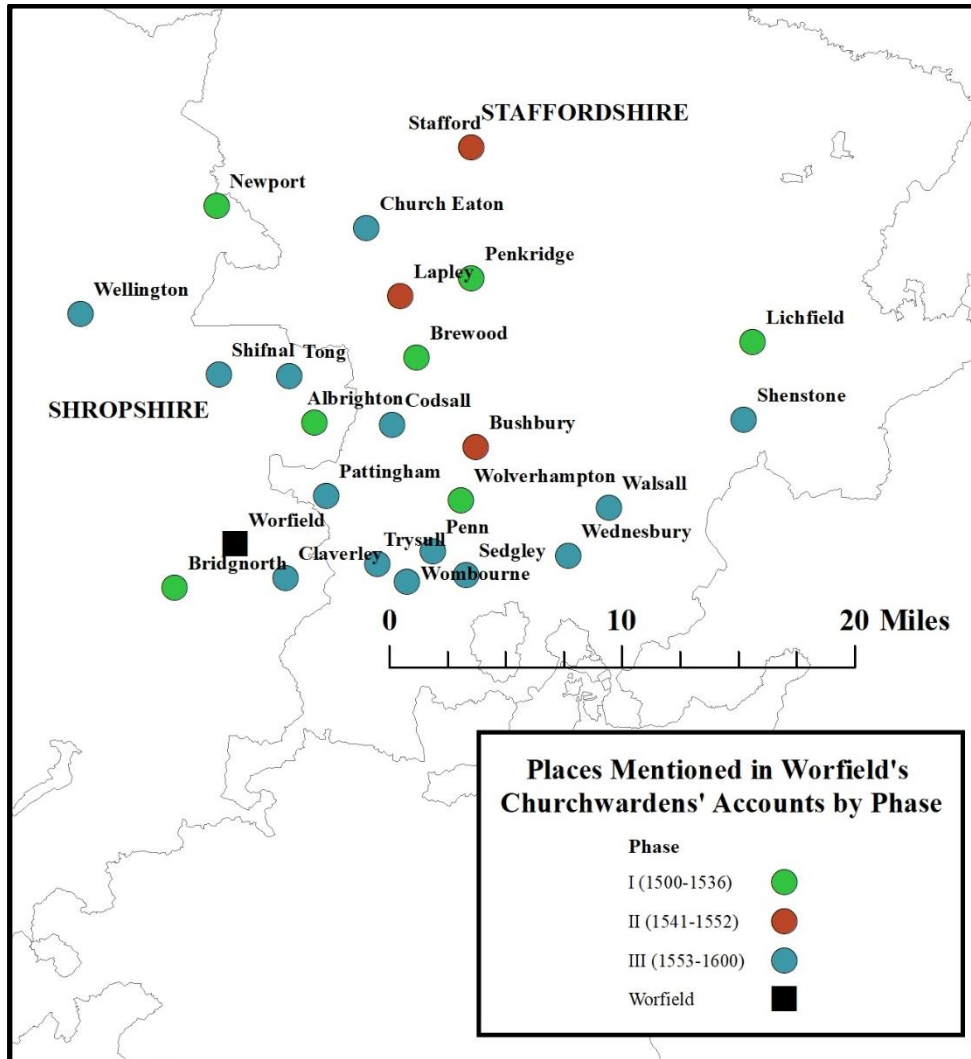 Stafford
STAFFORDSHIRE
Newport
Church Eaton
Penkridge
Lapley
Wellington
Lichfield
Brewood
Shifnal
Tong
SHROPSHIRE
Albrighton
Codsall
Shenstone
Bushbury
Pattingham
Wolverhampton
Walsall
Worfield
Penn
Wednesbury
Trysull
Sedgley
Bridgnorth
Claverley
Wombourne
0 10 20 Miles
Places Mentioned in Worfield's
Churchwardens' Accounts by Phase
Phase
I (1500-1536)
II (1541-1552)
III (1553-1600)
Worfield